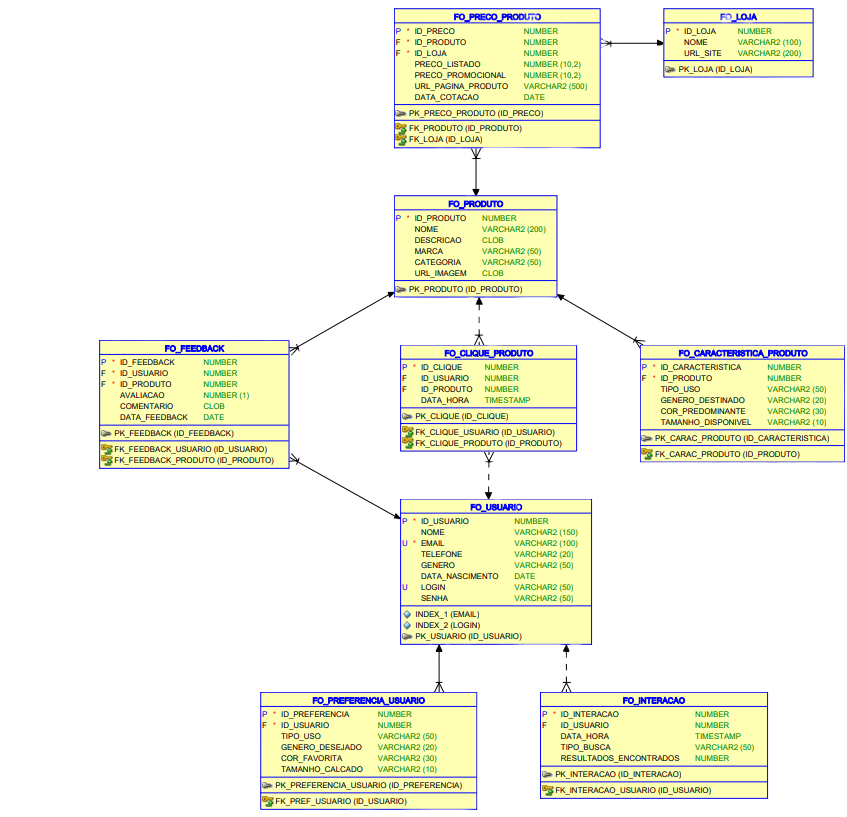 FO_PRECO_PRODUTO
P * ID_PRECO NUMBER
F * ID_PRODUTO NUMBER
F * ID_LOJA NUMBER
PRECO_LISTADO NUMBER (10,2)
PRECO_PROMOCIONAL NUMBER (10,2)
URL_PAGINA_PRODUTO VARCHAR2 (500)
DATA_COTACAO DATE
PK_PRECO_PRODUTO (ID_PRECO)
FK_PRODUTO (ID_PRODUTO)
FK_LOJA (ID_LOJA)
FO_LOJA
P * ID_LOJA NUMBER
NOME VARCHAR2 (100)
URL_SITE VARCHAR2 (200)
PK_LOJA (ID_LOJA)
FO_PRODUTO
P * ID_PRODUTO NUMBER
NOME VARCHAR2 (200)
DESCRICAO CLOB
MARCA VARCHAR2 (50)
CATEGORIA VARCHAR2 (50)
URL_IMAGEM CLOB
PK_PRODUTO (ID_PRODUTO)
FO_FEEDBACK
P * ID_FEEDBACK NUMBER
F * ID_USUARIO NUMBER
F * ID_PRODUTO NUMBER
AVALIACAO NUMBER (1)
COMENTARIO CLOB
DATA_FEEDBACK DATE
PK_FEEDBACK (ID_FEEDBACK)
FK_FEEDBACK_USUARIO (ID_USUARIO)
FK_FEEDBACK_PRODUTO (ID_PRODUTO)
FO_CLIQUE_PRODUTO
P * ID_CLIQUE NUMBER
F ID_USUARIO NUMBER
F ID_PRODUTO NUMBER
DATA_HORA TIMESTAMP
PK_CLIQUE (ID_CLIQUE)
FK_CLIQUE_USUARIO (ID_USUARIO)
FK_CLIQUE_PRODUTO (ID_PRODUTO)
FO_CARACTERISTICA_PRODUTO
P * ID_CARACTERISTICA NUMBER
F * ID_PRODUTO NUMBER
TIPO_USO VARCHAR2 (50)
GENERO_DESTINADO VARCHAR2 (20)
COR_PREDOMINANTE VARCHAR2 (30)
TAMANHO_DISPONIVEL VARCHAR2 (10)
PK_CARAC_PRODUTO (ID_CARACTERISTICA)
FK_CARAC_PRODUTO (ID_PRODUTO)
FO_USUARIO
P * ID_USUARIO NUMBER
NOME VARCHAR2 (150)
U * EMAIL VARCHAR2 (100)
TELEFONE VARCHAR2 (20)
GENERO VARCHAR2 (50)
DATA_NASCIMENTO DATE
U LOGIN VARCHAR2 (50)
SENHA VARCHAR2 (50)
INDEX_1 (EMAIL)
INDEX_2 (LOGIN)
PK_USUARIO (ID_USUARIO)
FO_PREFERENCIA_USUARIO
P * ID_PREFERENCIA NUMBER
F * ID_USUARIO NUMBER
TIPO_USO VARCHAR2 (50)
GENERO_DESEJADO VARCHAR2 (20)
COR_FAVORITA VARCHAR2 (30)
TAMANHO_CALCADO VARCHAR2 (10)
PK_PREFERENCIA_USUARIO (ID_PREFERENCIA)
FK_PREF_USUARIO (ID_USUARIO)
FO_INTERACAO
P * ID_INTERACAO NUMBER
F ID_USUARIO NUMBER
DATA_HORA TIMESTAMP
TIPO_BUSCA VARCHAR2 (50)
RESULTADOS_ENCONTRADOS NUMBER
PK_INTERACAO (ID_INTERACAO)
FK_INTERACAO_USUARIO (ID_USUARIO)